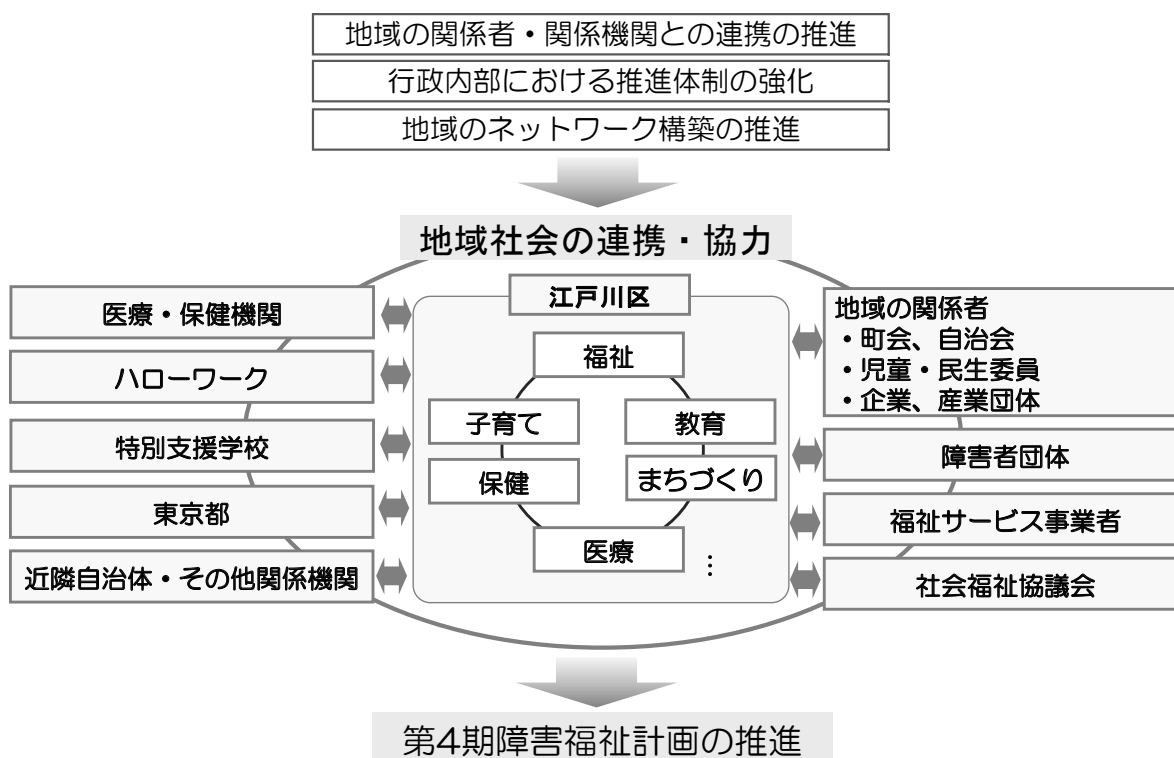 地域の関係者・関係機関との連携の推進
行政内部における推進体制の強化
地域のネットワーク構築の推進
地域社会の連携・協力
江戸川区
医療・保健機関
ハローワーク
特別支援学校
東京都
近隣自治体・その他関係機関
福祉
子育て
教育
保健
まちづくり
医療
⋮
地域の関係者
・町会、自治会
・児童・民生委員
・企業、産業団体
障害者団体
福祉サービス事業者
社会福祉協議会
第4期障害福祉計画の推進